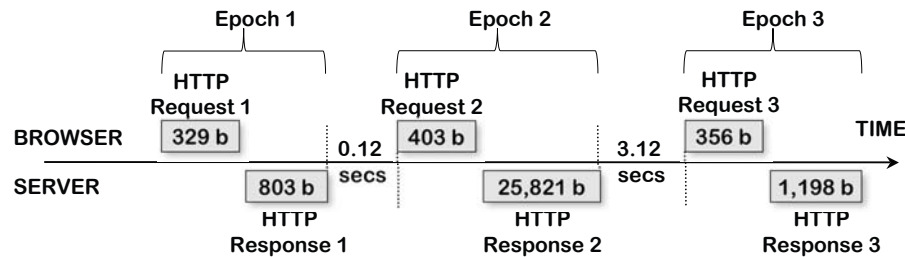 Epoch 1
Epoch 2
Epoch 3
HTTP
Request 1
HTTP
Request 2
HTTP
Request 3
BROWSER
329 b
0.12
secs
403 b
3.12
secs
356 b
TIME
SERVER
803 b
25,821 b
1,198 b
HTTP
Response 1
HTTP
Response 2
HTTP
Response 3